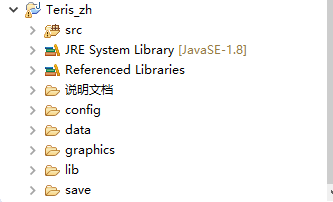 Teris_zh
src
JRE System Library [JavaSE-1.8]
Referenced Libraries
说明文档
config
data
graphics
lib
save